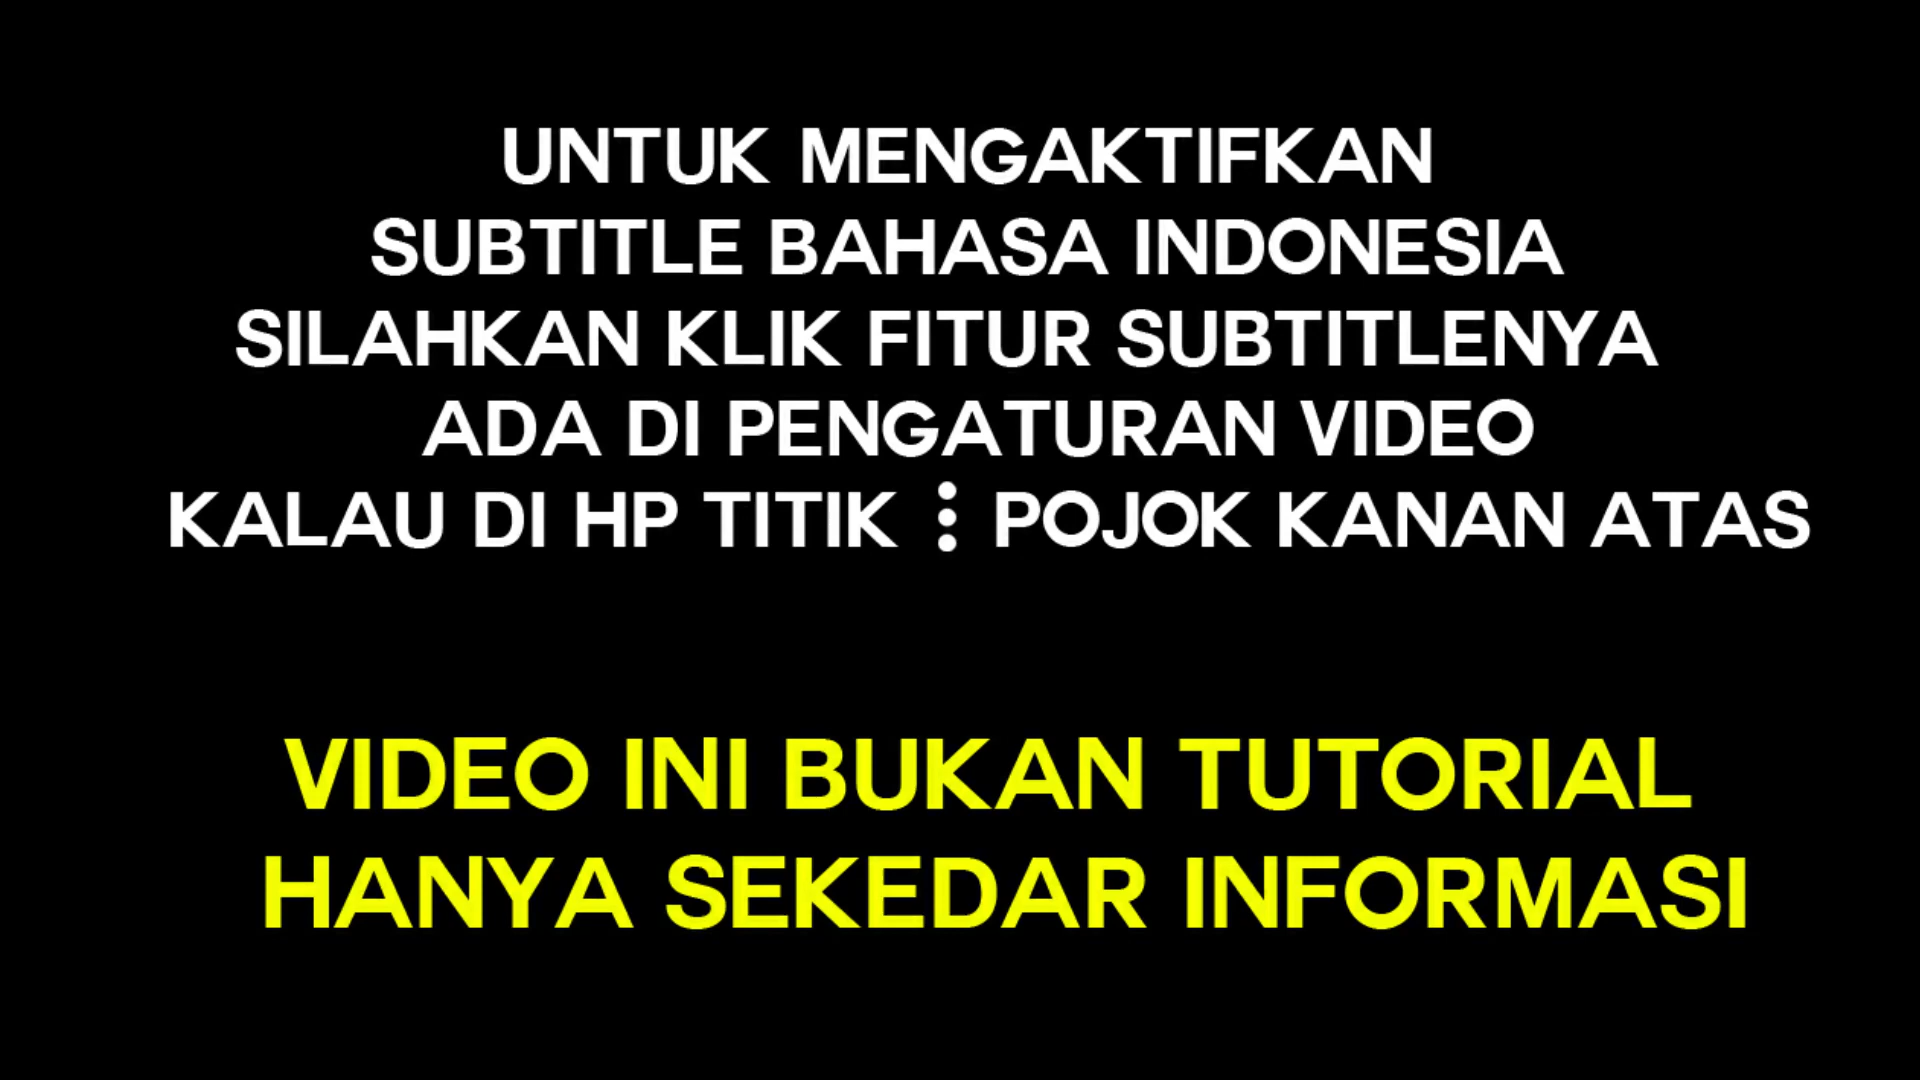 UNTUK MENGAKTIFKAN
SUBTITLE BAHASA INDONESIA
SILAHKAN KLIK FITUR SUBTITLENYA
ADA DI PENGATURAN VIDEO
KALAU DI HP TITIK ⋮ POJOK KANAN ATAS
VIDEO INI BUKAN TUTORIAL
HANYA SEKEDAR INFORMASI